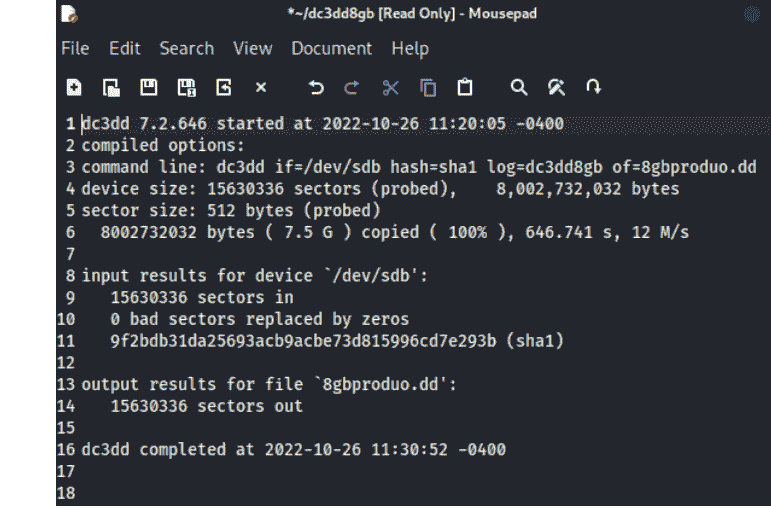 *~/dc3dd8gb [Read Only] - Mousepad
File Edit Search View Document Help
1 dc3dd 7.2.646 started at 2022-10-26 11:20:05 -0400
2 compiled options:
3 command line: dc3dd if=/dev/sdb hash=sha1 log=dc3dd8gb of=8gbproduo.dd
4 device size: 15630336 sectors (probed),    8,002,732,032 bytes
5 sector size: 512 bytes (probed)
6   8002732032 bytes ( 7.5 G ) copied ( 100% ), 646.741 s, 12 M/s
7
8 input results for device `/dev/sdb':
9    15630336 sectors in
10    0 bad sectors replaced by zeros
11    9f2bdb31da25693acb9acbe73d815996cd7e293b (sha1)
12
13 output results for file `8gbproduo.dd':
14    15630336 sectors out
15
16 dc3dd completed at 2022-10-26 11:30:52 -0400
17
18